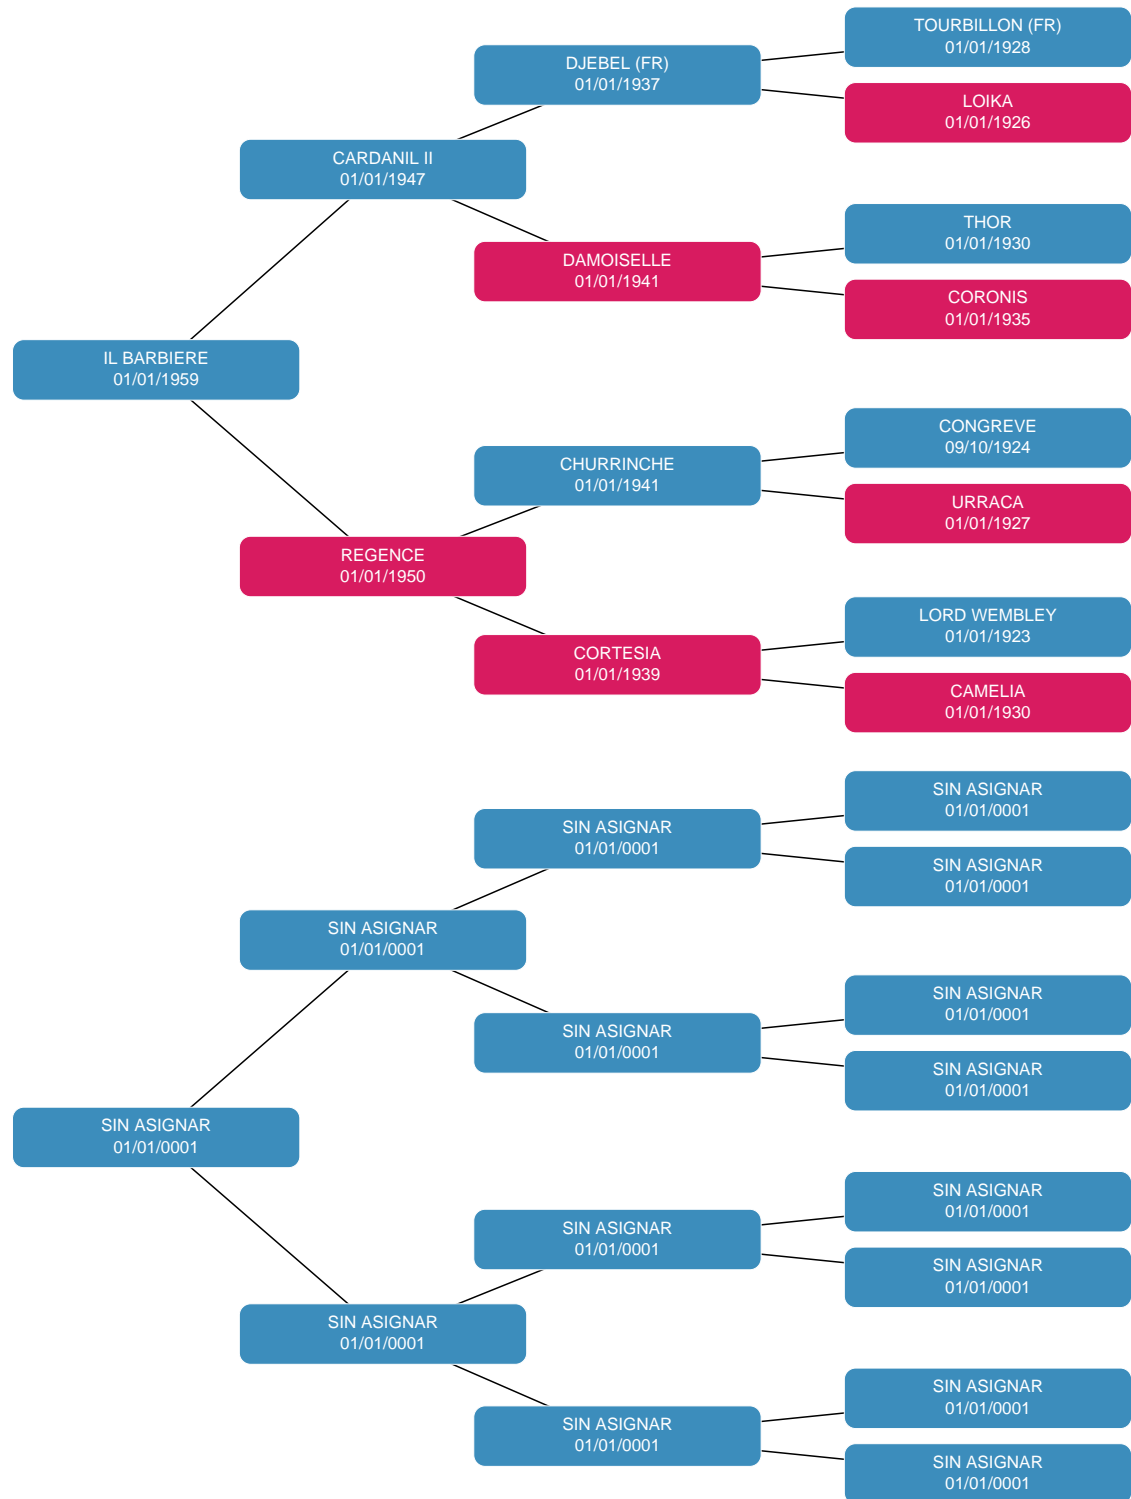 TOURBILLON (FR)
01/01/1928
DJEBEL (FR)
01/01/1937
LOIKA
01/01/1926
CARDANIL II
01/01/1947
THOR
01/01/1930
DAMOISELLE
01/01/1941
CORONIS
01/01/1935
IL BARBIERE
01/01/1959
CONGREVE
09/10/1924
CHURRINCHE
01/01/1941
URRACA
01/01/1927
REGENCE
01/01/1950
LORD WEMBLEY
01/01/1923
CORTESIA
01/01/1939
CAMELIA
01/01/1930
SIN ASIGNAR
01/01/0001
SIN ASIGNAR
01/01/0001
SIN ASIGNAR
01/01/0001
SIN ASIGNAR
01/01/0001
SIN ASIGNAR
01/01/0001
SIN ASIGNAR
01/01/0001
SIN ASIGNAR
01/01/0001
SIN ASIGNAR
01/01/0001
SIN ASIGNAR
01/01/0001
SIN ASIGNAR
01/01/0001
SIN ASIGNAR
01/01/0001
SIN ASIGNAR
01/01/0001
SIN ASIGNAR
01/01/0001
SIN ASIGNAR
01/01/0001
SIN ASIGNAR
01/01/0001